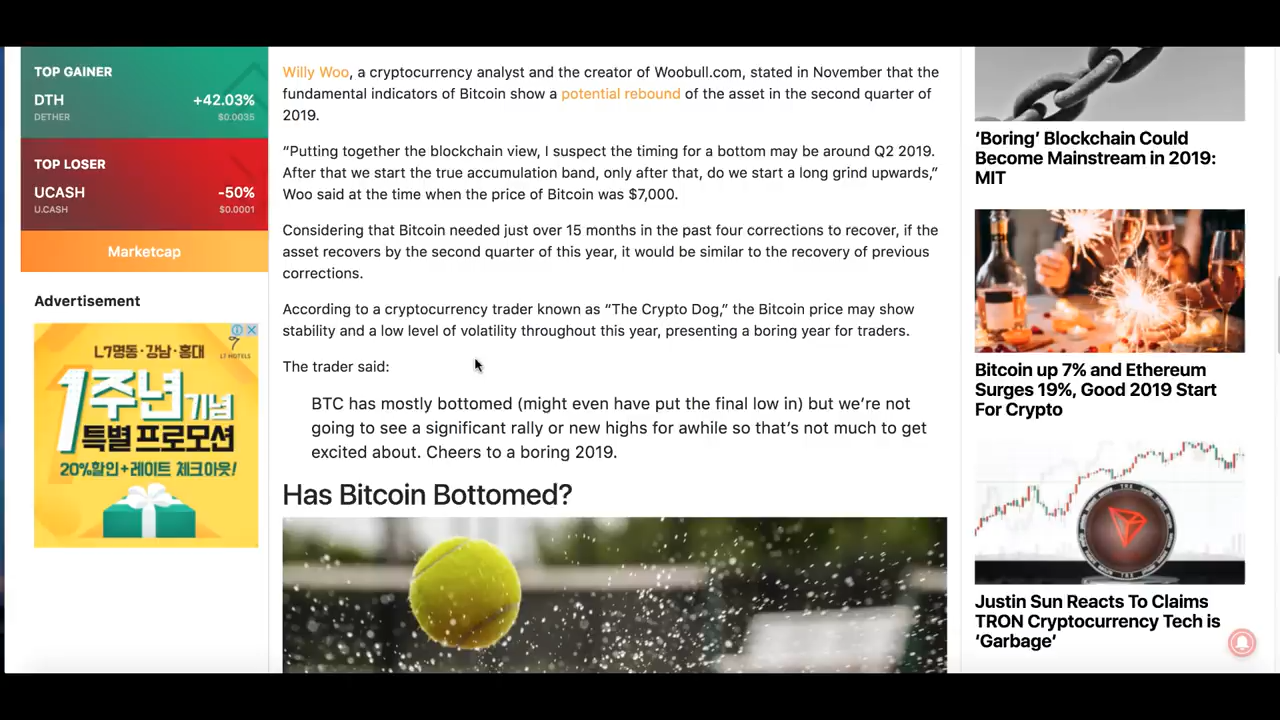 TOP GAINER
DTH +42.03%
DETHER $0.0035
TOP LOSER
UCASH -50%
U.CASH $0.0001
Marketcap
Advertisement
L7명동·강남·홍대
L7 HOTELS
1주년기념
특별 프로모션
20%할인+레이트 체크아웃!
Willy Woo, a cryptocurrency analyst and the creator of Woobull.com, stated in November that the
fundamental indicators of Bitcoin show a potential rebound of the asset in the second quarter of
2019.
“Putting together the blockchain view, I suspect the timing for a bottom may be around Q2 2019.
After that we start the true accumulation band, only after that, do we start a long grind upwards,”
Woo said at the time when the price of Bitcoin was $7,000.
Considering that Bitcoin needed just over 15 months in the past four corrections to recover, if the
asset recovers by the second quarter of this year, it would be similar to the recovery of previous
corrections.
According to a cryptocurrency trader known as “The Crypto Dog,” the Bitcoin price may show
stability and a low level of volatility throughout this year, presenting a boring year for traders.
The trader said:
BTC has mostly bottomed (might even have put the final low in) but we’re not
going to see a significant rally or new highs for awhile so that’s not much to get
excited about. Cheers to a boring 2019.
Has Bitcoin Bottomed?
‘Boring’ Blockchain Could
Become Mainstream in 2019:
MIT
Bitcoin up 7% and Ethereum
Surges 19%, Good 2019 Start
For Crypto
Justin Sun Reacts To Claims
TRON Cryptocurrency Tech is
‘Garbage’